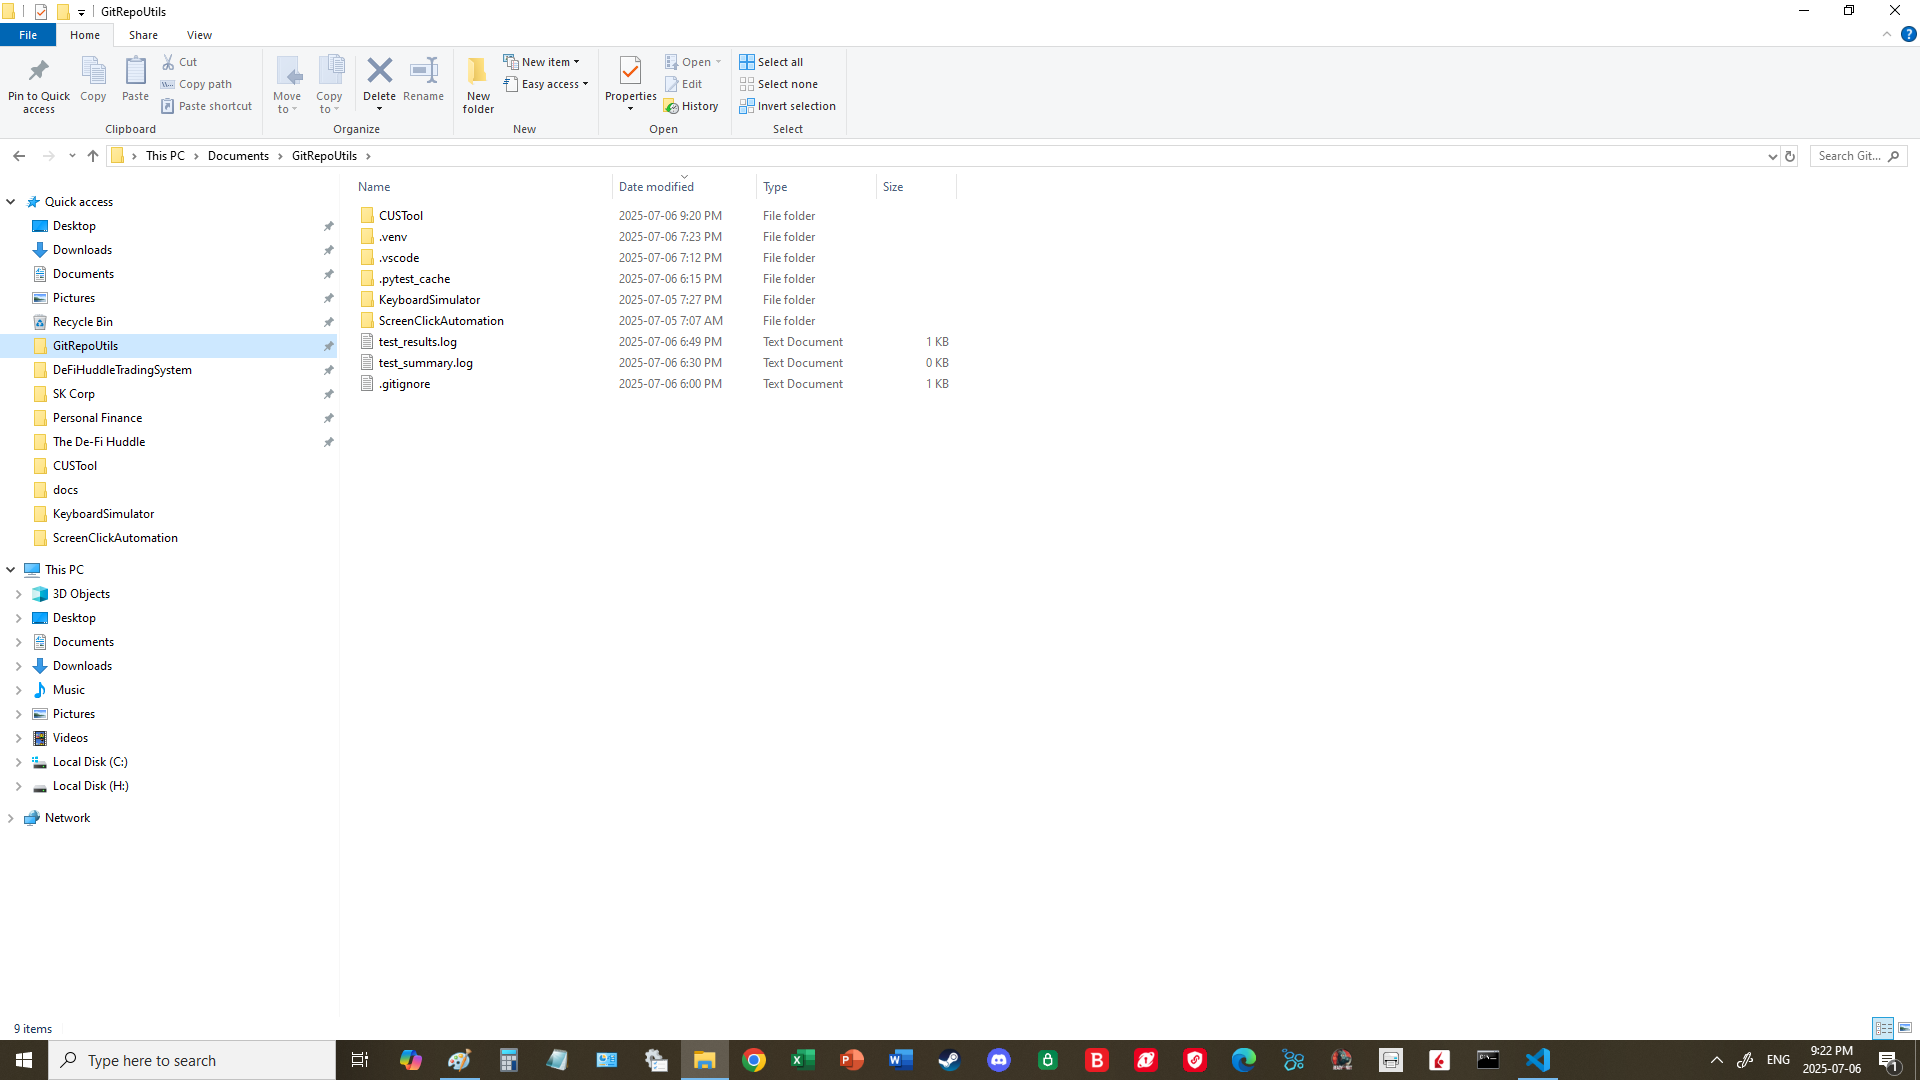 GitRepoUtils
File Home Share View
Pin to Quick access
Copy
Paste
Cut
Copy path
Paste shortcut
Clipboard
Move to
Copy to
Delete
Rename
Organize
New folder
New item
Easy access
New
Properties
Open
Edit
History
Open
Select all
Select none
Invert selection
Select
This PC Documents GitRepoUtils
Search Git...
Quick access
Desktop
Downloads
Documents
Pictures
Recycle Bin
GitRepoUtils
DeFiHuddleTradingSystem
SK Corp
Personal Finance
The De-Fi Huddle
CUSTool
docs
KeyboardSimulator
ScreenClickAutomation
This PC
3D Objects
Desktop
Documents
Downloads
Music
Pictures
Videos
Local Disk (C:)
Local Disk (H:)
Network
Name Date modified Type Size
CUSTool 2025-07-06 9:20 PM File folder
.venv 2025-07-06 7:23 PM File folder
.vscode 2025-07-06 7:12 PM File folder
.pytest_cache 2025-07-06 6:15 PM File folder
KeyboardSimulator 2025-07-05 7:27 PM File folder
ScreenClickAutomation 2025-07-05 7:07 AM File folder
test_results.log 2025-07-06 6:49 PM Text Document 1 KB
test_summary.log 2025-07-06 6:30 PM Text Document 0 KB
.gitignore 2025-07-06 6:00 PM Text Document 1 KB
9 items
Type here to search
ENG
9:22 PM
2025-07-06
1